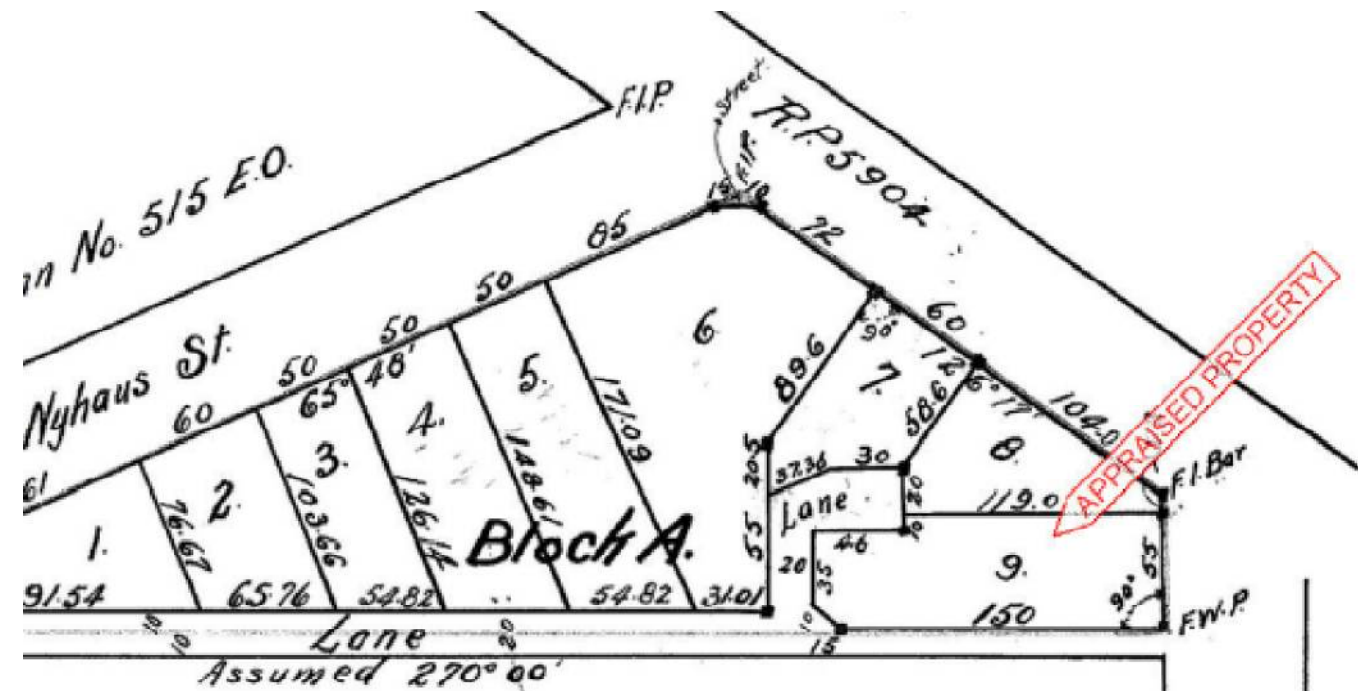 F.I.P.
Street
F.I.P.
R.P. 5904
an No. 515 E.O.
Nyhaus St.
15 10
61 60 50 50 50 85
72
60
104.0
65° 48'
90°
126° 17'
APPRAISED PROPERTY
F.I. Bar
1. 2. 3. 4. 5. 6 7. 8. 9.
76.67 103.66 126.14 148.61 171.09
89.6
58.6
20.5
37.36 30
Lane
20
119.0
10
46
55
20 35
Block A.
150
90°
55
F.W.P.
91.54 65.76 54.82 54.82 31.01
10
15
10
10
20
Lane
Assumed 270° 00'